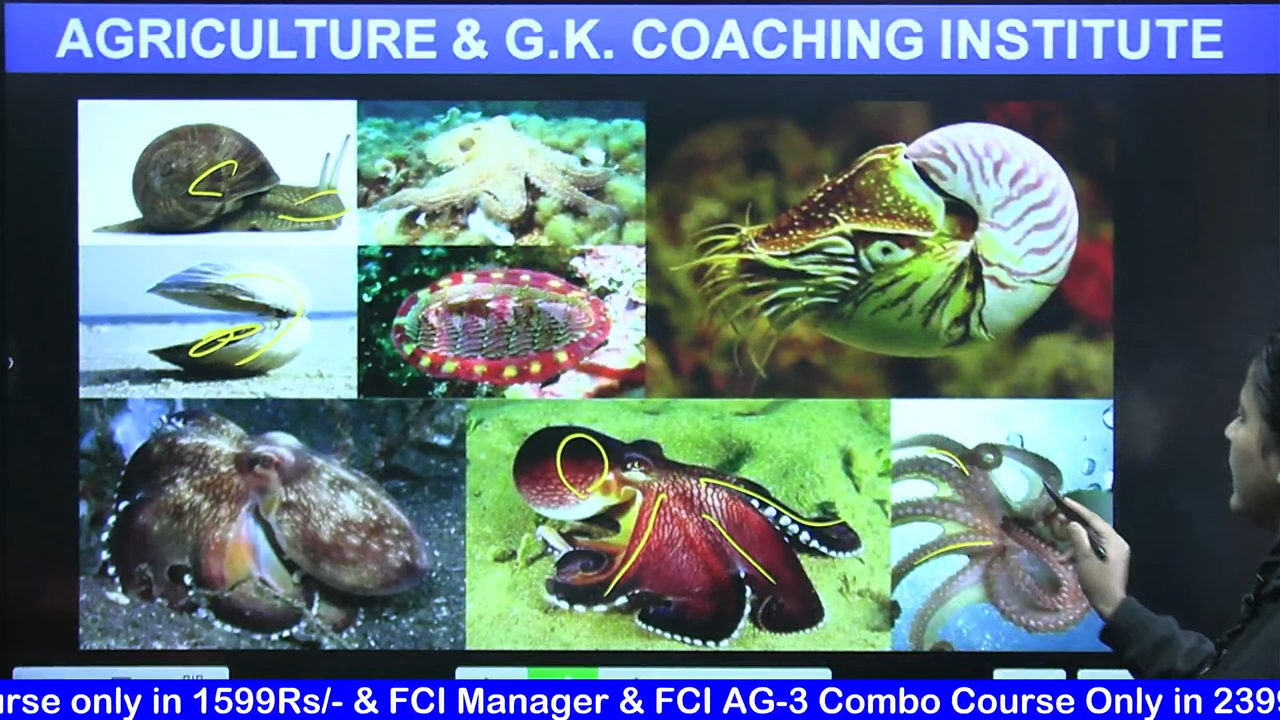 AGRICULTURE & G.K. COACHING INSTITUTE
urse only in 1599Rs/- & FCI Manager & FCI AG-3 Combo Course Only in 239